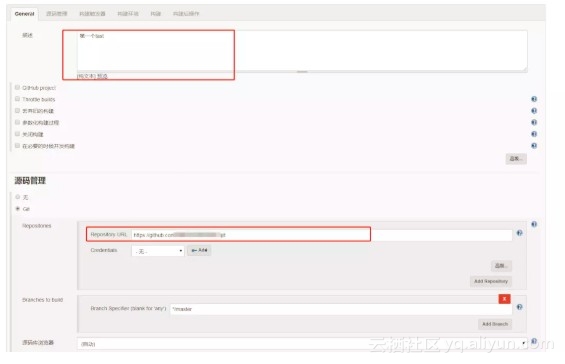 General 源码管理 构建触发器 构建环境 构建 构建后操作
描述
第一个test
[纯文本] 预览
GitHub project
Throttle builds
丢弃旧的构建
参数化构建过程
关闭构建
在必要的时候并发构建
高级...
源码管理
无
Git
Repositories
Repository URL https://github.com
Credentials - 无 - Add
高级...
Add Repository
Branches to build
X
Branch Specifier (blank for 'any') */master
Add Branch
源码库浏览器 (自动)
云栖社区 yq.aliyun.com